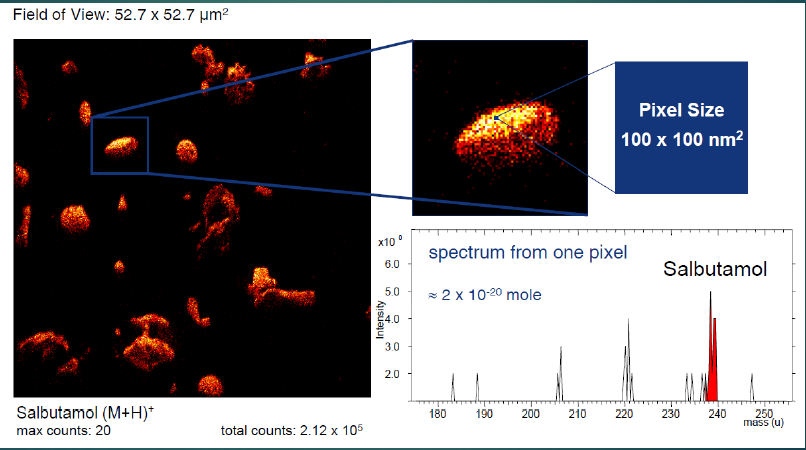 Field of View: 52.7 x 52.7 µm²
Pixel Size
100 x 100 nm²
x10 ⁰
spectrum from one pixel
Salbutamol
≈ 2 x 10⁻²⁰ mole
6.0
5.0
4.0
3.0
2.0
Intensity
180 190 200 210 220 230 240 250
mass (u)
Salbutamol (M+H)⁺
max counts: 20
total counts: 2.12 x 10⁵